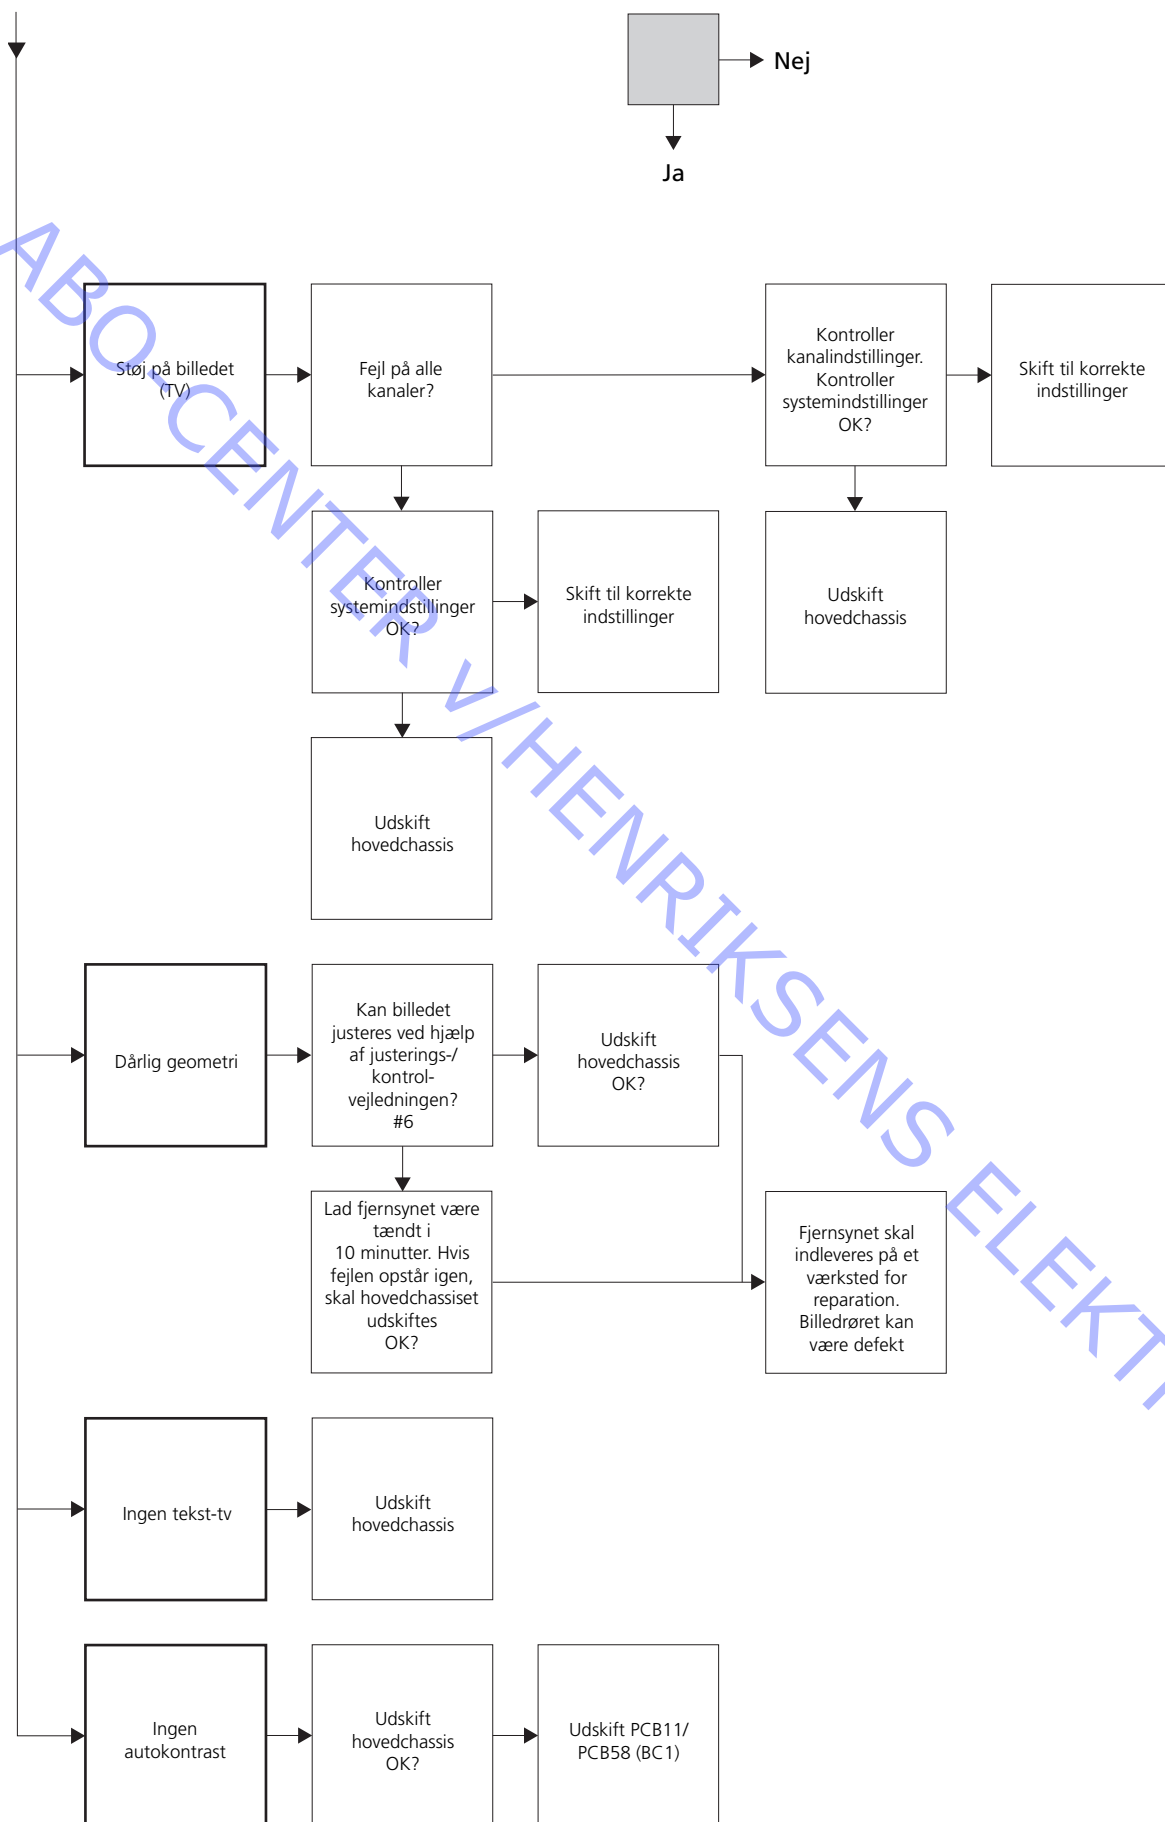 Nej
Ja
Støj på billedet
(TV)
Fejl på alle
kanaler?
Kontroller
kanalindstillinger.
Kontroller
systemindstillinger
OK?
Skift til korrekte
indstillinger
Kontroller
systemindstillinger
OK?
Skift til korrekte
indstillinger
Udskift
hovedchassis
Udskift
hovedchassis
Dårlig geometri
Kan billedet
justeres ved hjælp
af justerings-/
kontrol-
vejledningen?
#6
Udskift
hovedchassis
OK?
Lad fjernsynet være
tændt i
10 minutter. Hvis
fejlen opstår igen,
skal hovedchassiset
udskiftes
OK?
Fjernsynet skal
indleveres på et
værksted for
reparation.
Billedrøret kan
være defekt
Ingen tekst-tv
Udskift
hovedchassis
Ingen
autokontrast
Udskift
hovedchassis
OK?
Udskift PCB11/
PCB58 (BC1)
ABO-CENTER v/HENRIKSENS ELEKT